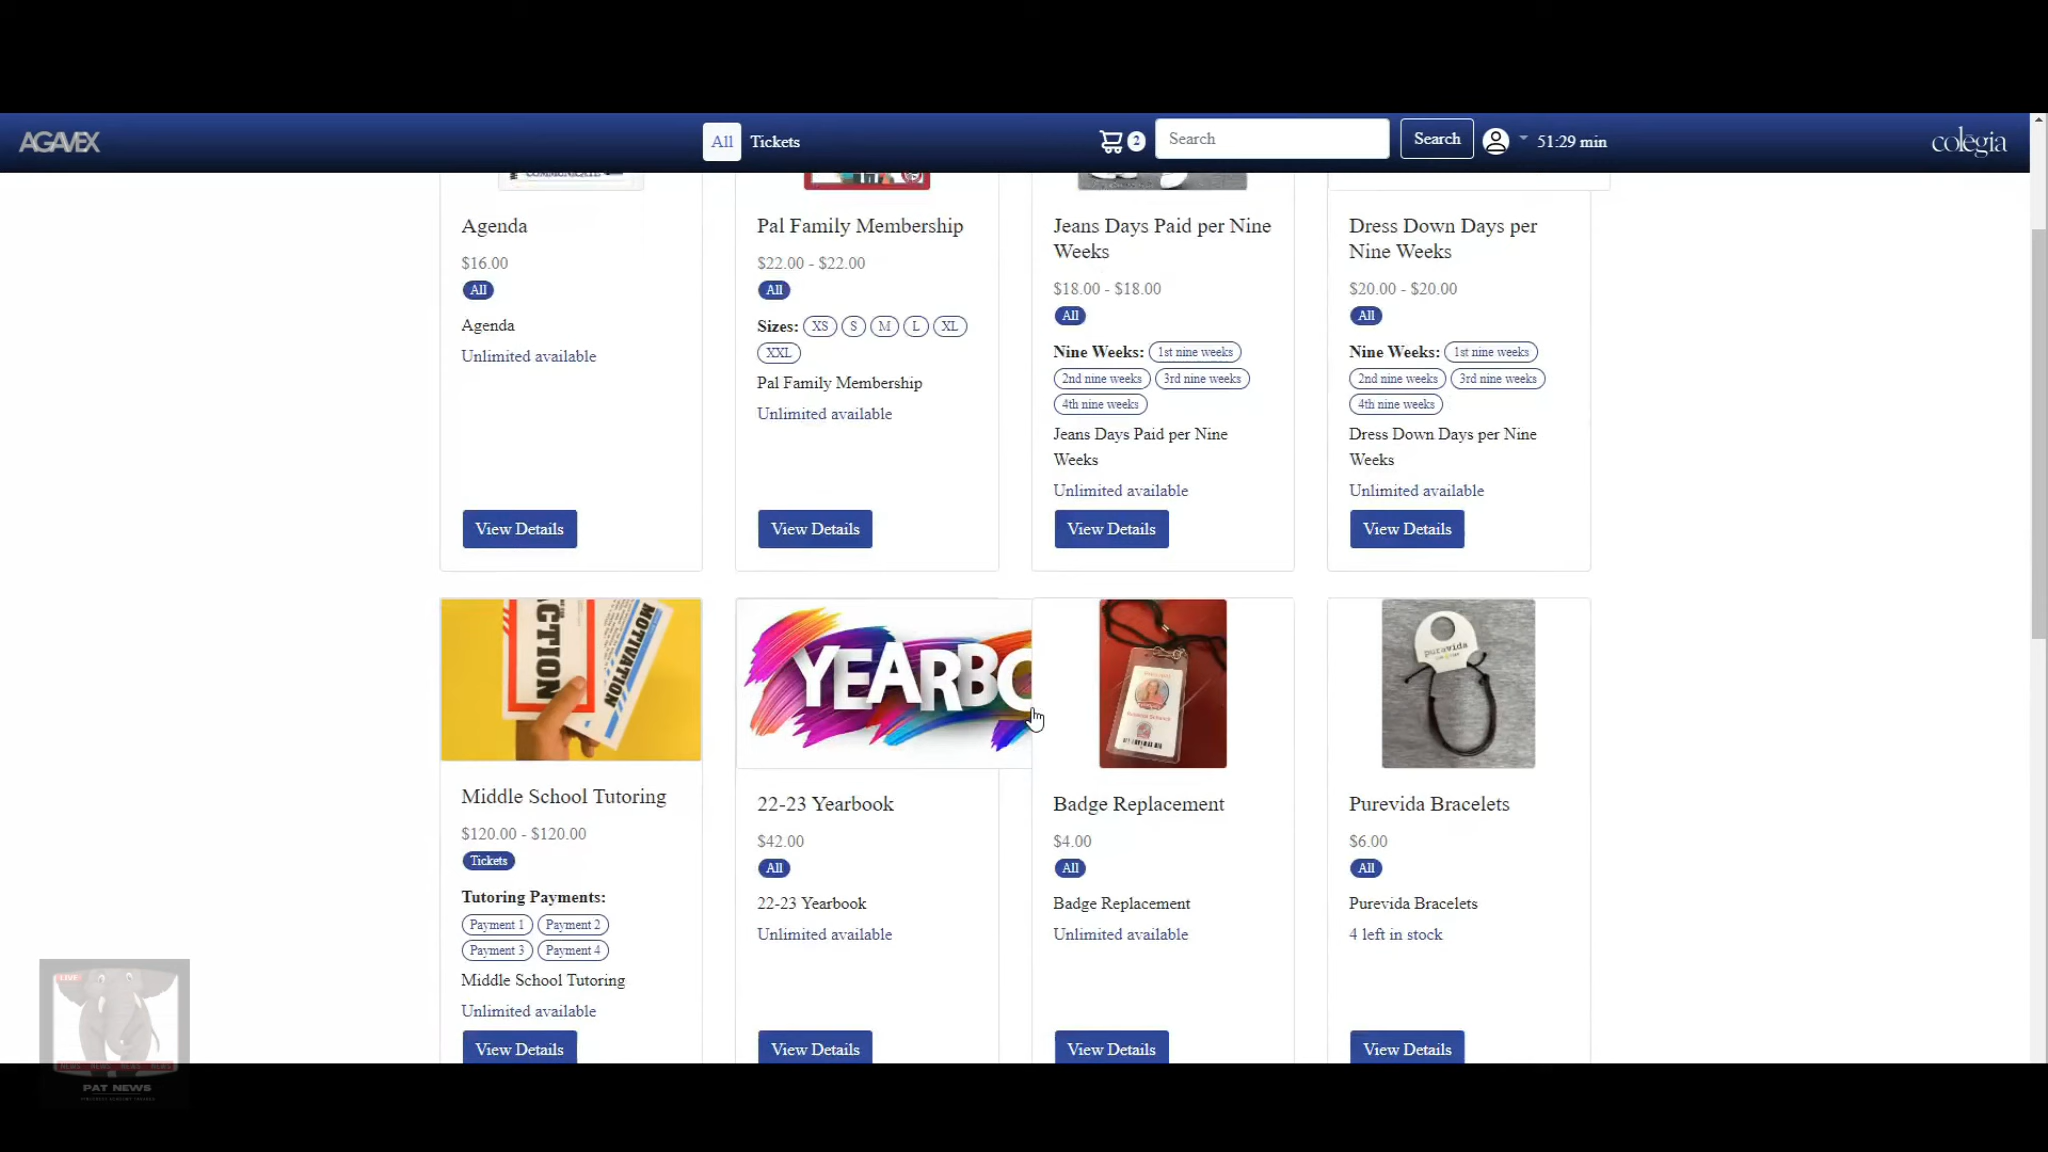 AGAVEX
All
Tickets
2
Search
Search
51:29 min
colegia
COMMUNICATE
Agenda
$16.00
All
Agenda
Unlimited available
View Details
Pal Family Membership
$22.00 - $22.00
All
Sizes: XS S M L XL
XXL
Pal Family Membership
Unlimited available
View Details
Jeans Days Paid per Nine
Weeks
$18.00 - $18.00
All
Nine Weeks: 1st nine weeks
2nd nine weeks 3rd nine weeks
4th nine weeks
Jeans Days Paid per Nine
Weeks
Unlimited available
View Details
Dress Down Days per
Nine Weeks
$20.00 - $20.00
All
Nine Weeks: 1st nine weeks
2nd nine weeks 3rd nine weeks
4th nine weeks
Dress Down Days per Nine
Weeks
Unlimited available
View Details
ACTION
MOTIVATION
Middle School Tutoring
$120.00 - $120.00
Tickets
Tutoring Payments:
Payment 1 Payment 2
Payment 3 Payment 4
Middle School Tutoring
Unlimited available
View Details
YEARBO
22-23 Yearbook
$42.00
All
22-23 Yearbook
Unlimited available
View Details
Badge Replacement
$4.00
All
Badge Replacement
Unlimited available
View Details
puravida
Purevida Bracelets
$6.00
All
Purevida Bracelets
4 left in stock
View Details
LIVE
NEWS NEWS NEWS NEWS
PAT NEWS